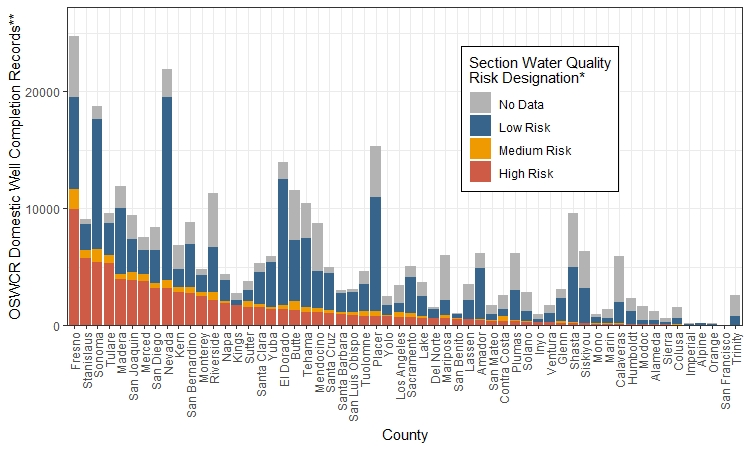 OSWCR Domestic Well Completion Records**
20000
10000
0
Section Water Quality
Risk Designation*
No Data
Low Risk
Medium Risk
High Risk
Fresno
Stanislaus
Sonoma
Tulare
Madera
San Joaquin
Merced
San Diego
Nevada
Kern
San Bernardino
Monterey
Riverside
Napa
Kings
Sutter
Santa Clara
Yuba
El Dorado
Butte
Tehama
Mendocino
Santa Cruz
Santa Barbara
San Luis Obispo
Tuolumne
Placer
Yolo
Los Angeles
Sacramento
Lake
Del Norte
Mariposa
San Benito
Lassen
Amador
San Mateo
Contra Costa
Plumas
Solano
Inyo
Ventura
Glenn
Shasta
Siskiyou
Mono
Marin
Calaveras
Humboldt
Modoc
Alameda
Sierra
Colusa
Imperial
Alpine
Orange
San Francisco
Trinity
County